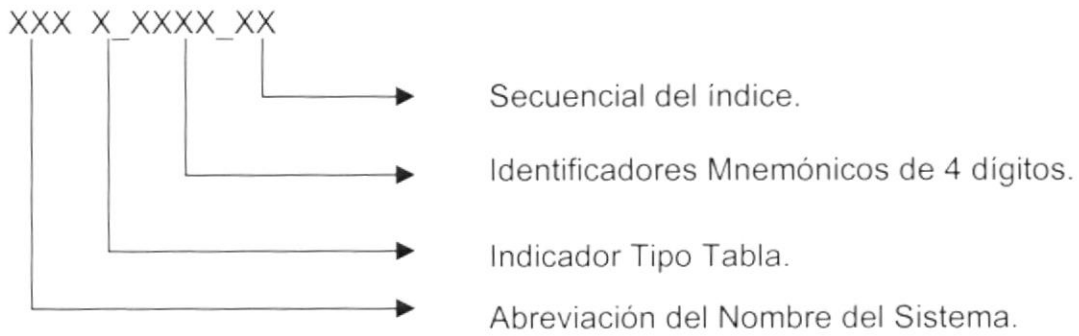 XXX X_XXXX_XX
Secuencial del índice.
Identificadores Mnemónicos de 4 dígitos.
Indicador Tipo Tabla.
Abreviación del Nombre del Sistema.